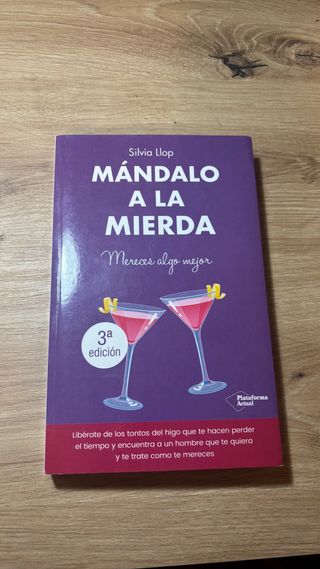 Silvia Llop
MÁNDALO
A LA
MIERDA
Mereces algo mejor
3ª
edición
Plataforma
Actual
Libérate de los tontos del higo que te hacen perder
el tiempo y encuentra a un hombre que te quiera
y te trate como te mereces